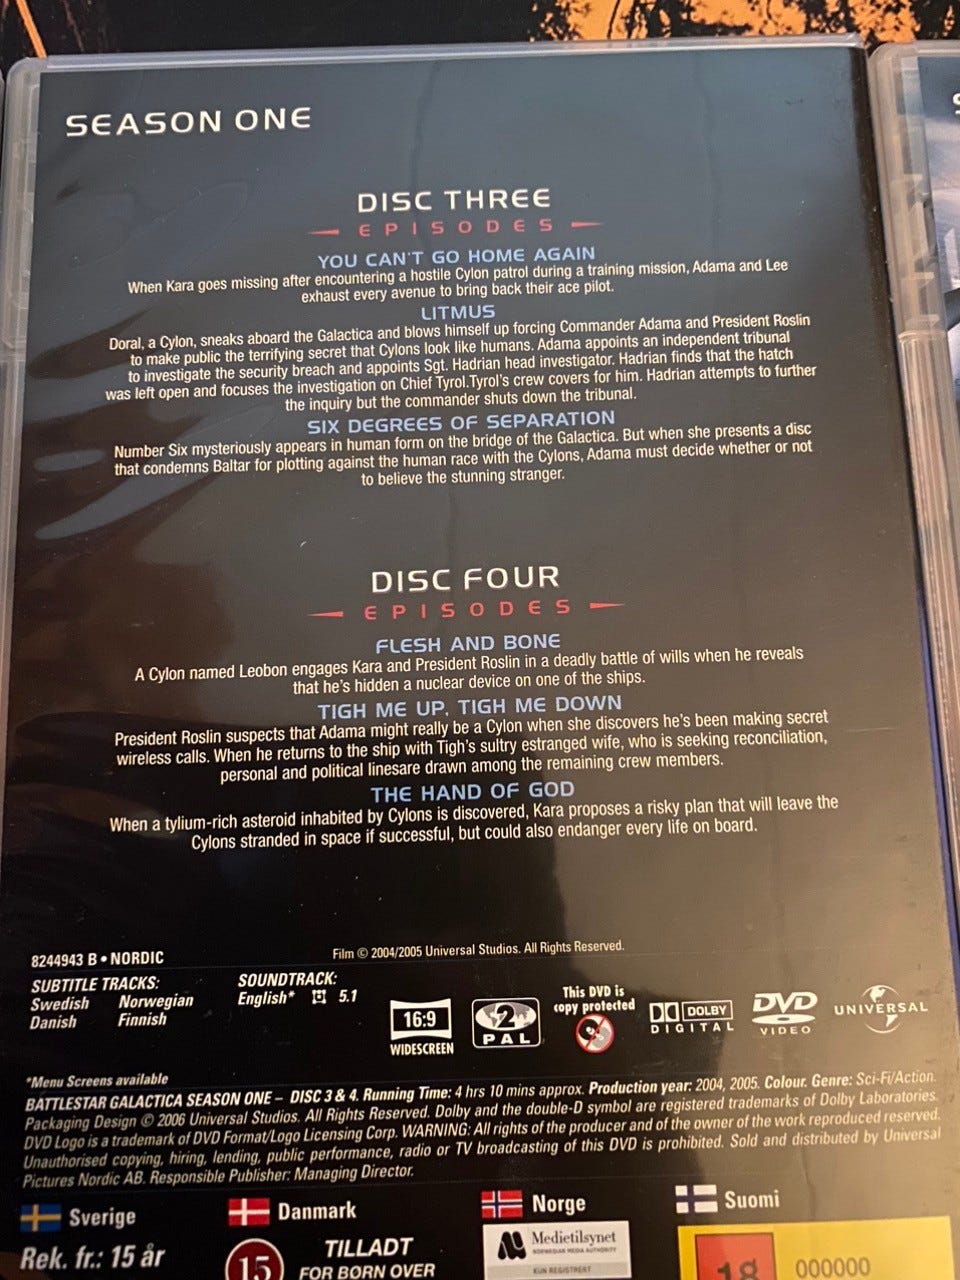 SEASON ONE
DISC THREE
EPISODES
YOU CAN'T GO HOME AGAIN
When Kara goes missing after encountering a hostile Cylon patrol during a training mission, Adama and Lee
exhaust every avenue to bring back their ace pilot.
LITMUS
Doral, a Cylon, sneaks aboard the Galactica and blows himself up forcing Commander Adama and President Roslin
to make public the terrifying secret that Cylons look like humans. Adama appoints an independent tribunal
to investigate the security breach and appoints Sgt. Hadrian head investigator. Hadrian finds that the hatch
was left open and focuses the investigation on Chief Tyrol.Tyrol's crew covers for him. Hadrian attempts to further
the inquiry but the commander shuts down the tribunal.
SIX DEGREES OF SEPARATION
Number Six mysteriously appears in human form on the bridge of the Galactica. But when she presents a disc
that condemns Baltar for plotting against the human race with the Cylons, Adama must decide whether or not
to believe the stunning stranger.
DISC FOUR
EPISODES
FLESH AND BONE
A Cylon named Leobon engages Kara and President Roslin in a deadly battle of wills when he reveals
that he's hidden a nuclear device on one of the ships.
TIGH ME UP, TIGH ME DOWN
President Roslin suspects that Adama might really be a Cylon when she discovers he's been making secret
wireless calls. When he returns to the ship with Tigh's sultry estranged wife, who is seeking reconciliation,
personal and political linesare drawn among the remaining crew members.
THE HAND OF GOD
When a tylium-rich asteroid inhabited by Cylons is discovered, Kara proposes a risky plan that will leave the
Cylons stranded in space if successful, but could also endanger every life on board.
8244943 B • NORDIC
Film © 2004/2005 Universal Studios. All Rights Reserved.
SUBTITLE TRACKS:
Swedish Norwegian
Danish Finnish
SOUNDTRACK:
English* 5.1
16:9
WIDESCREEN
2
PAL
This DVD is
copy protected
DOLBY
DIGITAL
DVD
VIDEO
UNIVERSAL
*Menu Screens available
BATTLESTAR GALACTICA SEASON ONE – DISC 3 & 4. Running Time: 4 hrs 10 mins approx. Production year: 2004, 2005. Colour. Genre: Sci-Fi/Action.
Packaging Design © 2006 Universal Studios. All Rights Reserved. Dolby and the double-D symbol are registered trademarks of Dolby Laboratories.
DVD Logo is a trademark of DVD Format/Logo Licensing Corp. WARNING: All rights of the producer and of the owner of the work reproduced reserved.
Unauthorised copying, hiring, lending, public performance, radio or TV broadcasting of this DVD is prohibited. Sold and distributed by Universal
Pictures Nordic AB. Responsible Publisher: Managing Director.
Sverige
Rek. fr.: 15 år
Danmark
15
TILLADT
FOR BØRN OVER
Norge
Medietilsynet
NORWEGIAN MEDIA AUTHORITY
KUN REGISTRERT
Suomi
18
000000